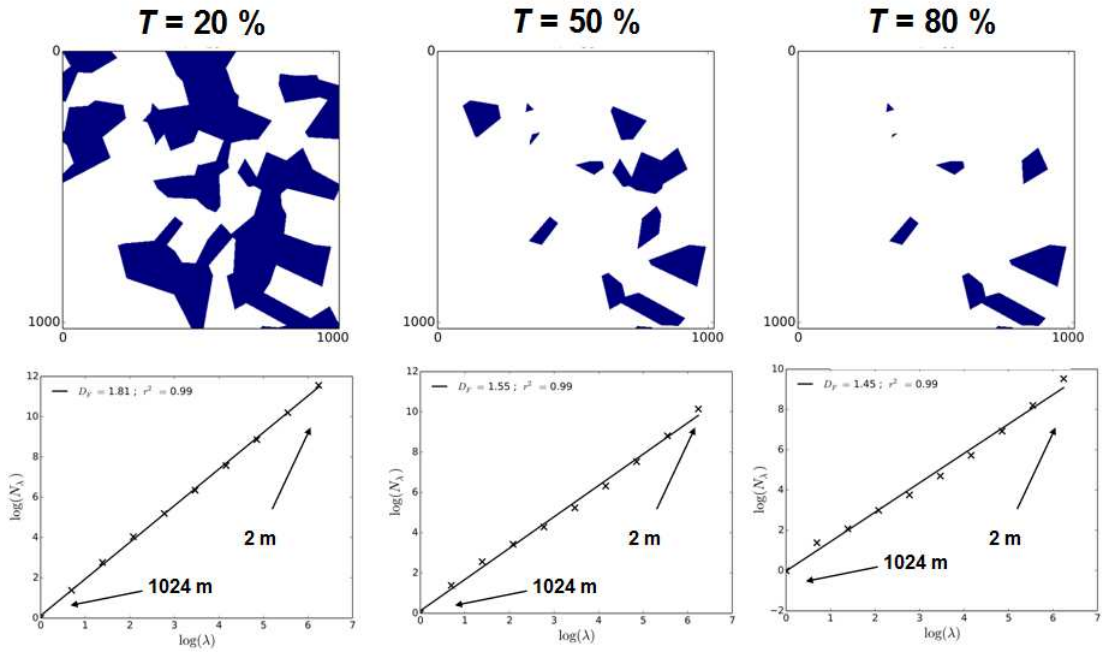 T = 20 %
T = 50 %
T = 80 %
0
1000
0
1000
0
1000
0
1000
0
1000
0
1000
12
10
8
6
4
2
0
log(N_λ)
D_F = 1.81 ; r² = 0.99
2 m
1024 m
0 1 2 3 4 5 6 7
log(λ)
12
10
8
6
4
2
0
log(N_λ)
D_F = 1.55 ; r² = 0.99
2 m
1024 m
0 1 2 3 4 5 6 7
log(λ)
10
8
6
4
2
0
−2
log(N_λ)
D_F = 1.45 ; r² = 0.99
2 m
1024 m
0 1 2 3 4 5 6 7
log(λ)